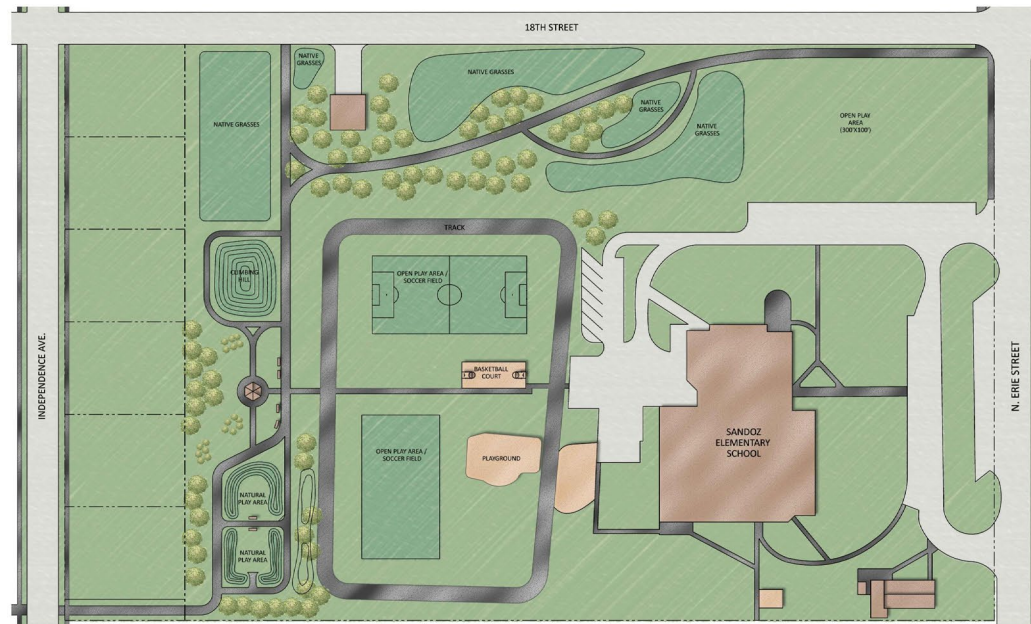 18TH STREET
NATIVE
GRASSES
NATIVE GRASSES
NATIVE GRASSES
NATIVE
GRASSES
NATIVE
GRASSES
OPEN PLAY
AREA
(300'X100')
TRACK
CLIMBING
HILL
OPEN PLAY AREA /
SOCCER FIELD
BASKETBALL
COURT
INDEPENDENCE AVE.
N. ERIE STREET
SANDOZ
ELEMENTARY
SCHOOL
OPEN PLAY AREA /
SOCCER FIELD
PLAYGROUND
NATURAL
PLAY AREA
NATURAL
PLAY AREA